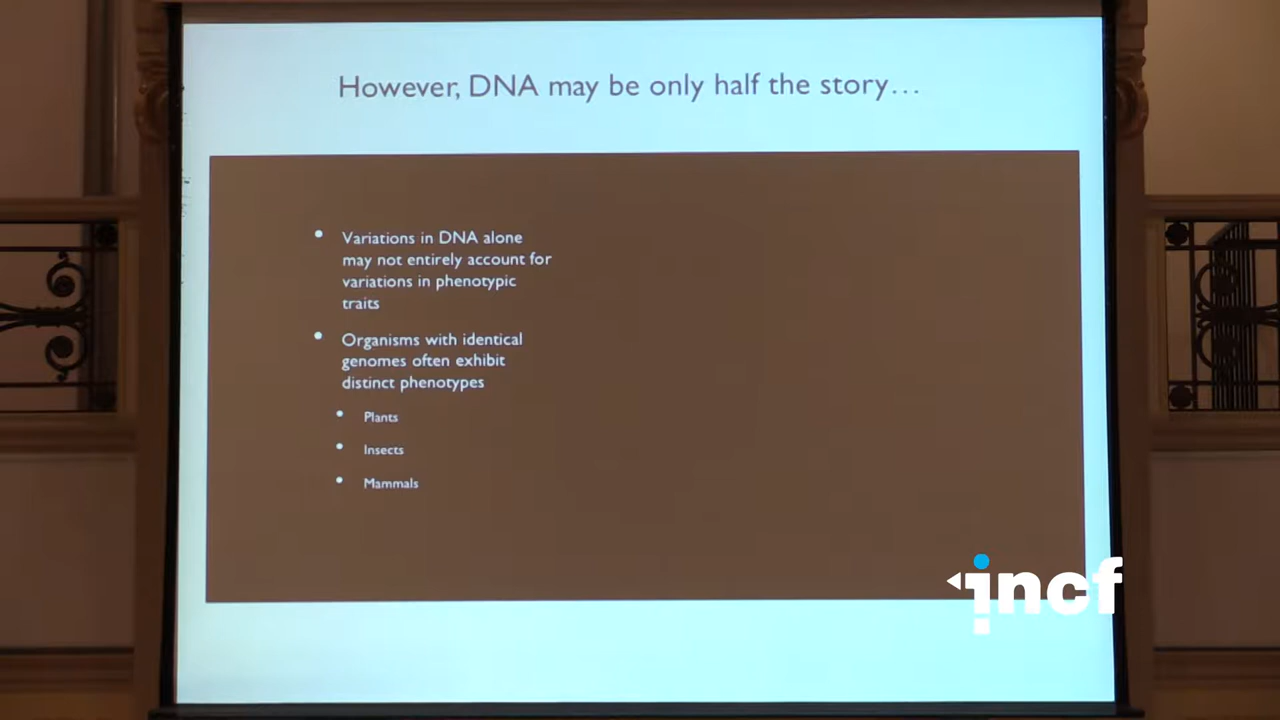 However, DNA may be only half the story...
• Variations in DNA alone
may not entirely account for
variations in phenotypic
traits
• Organisms with identical
genomes often exhibit
distinct phenotypes
• Plants
• Insects
• Mammals
incf